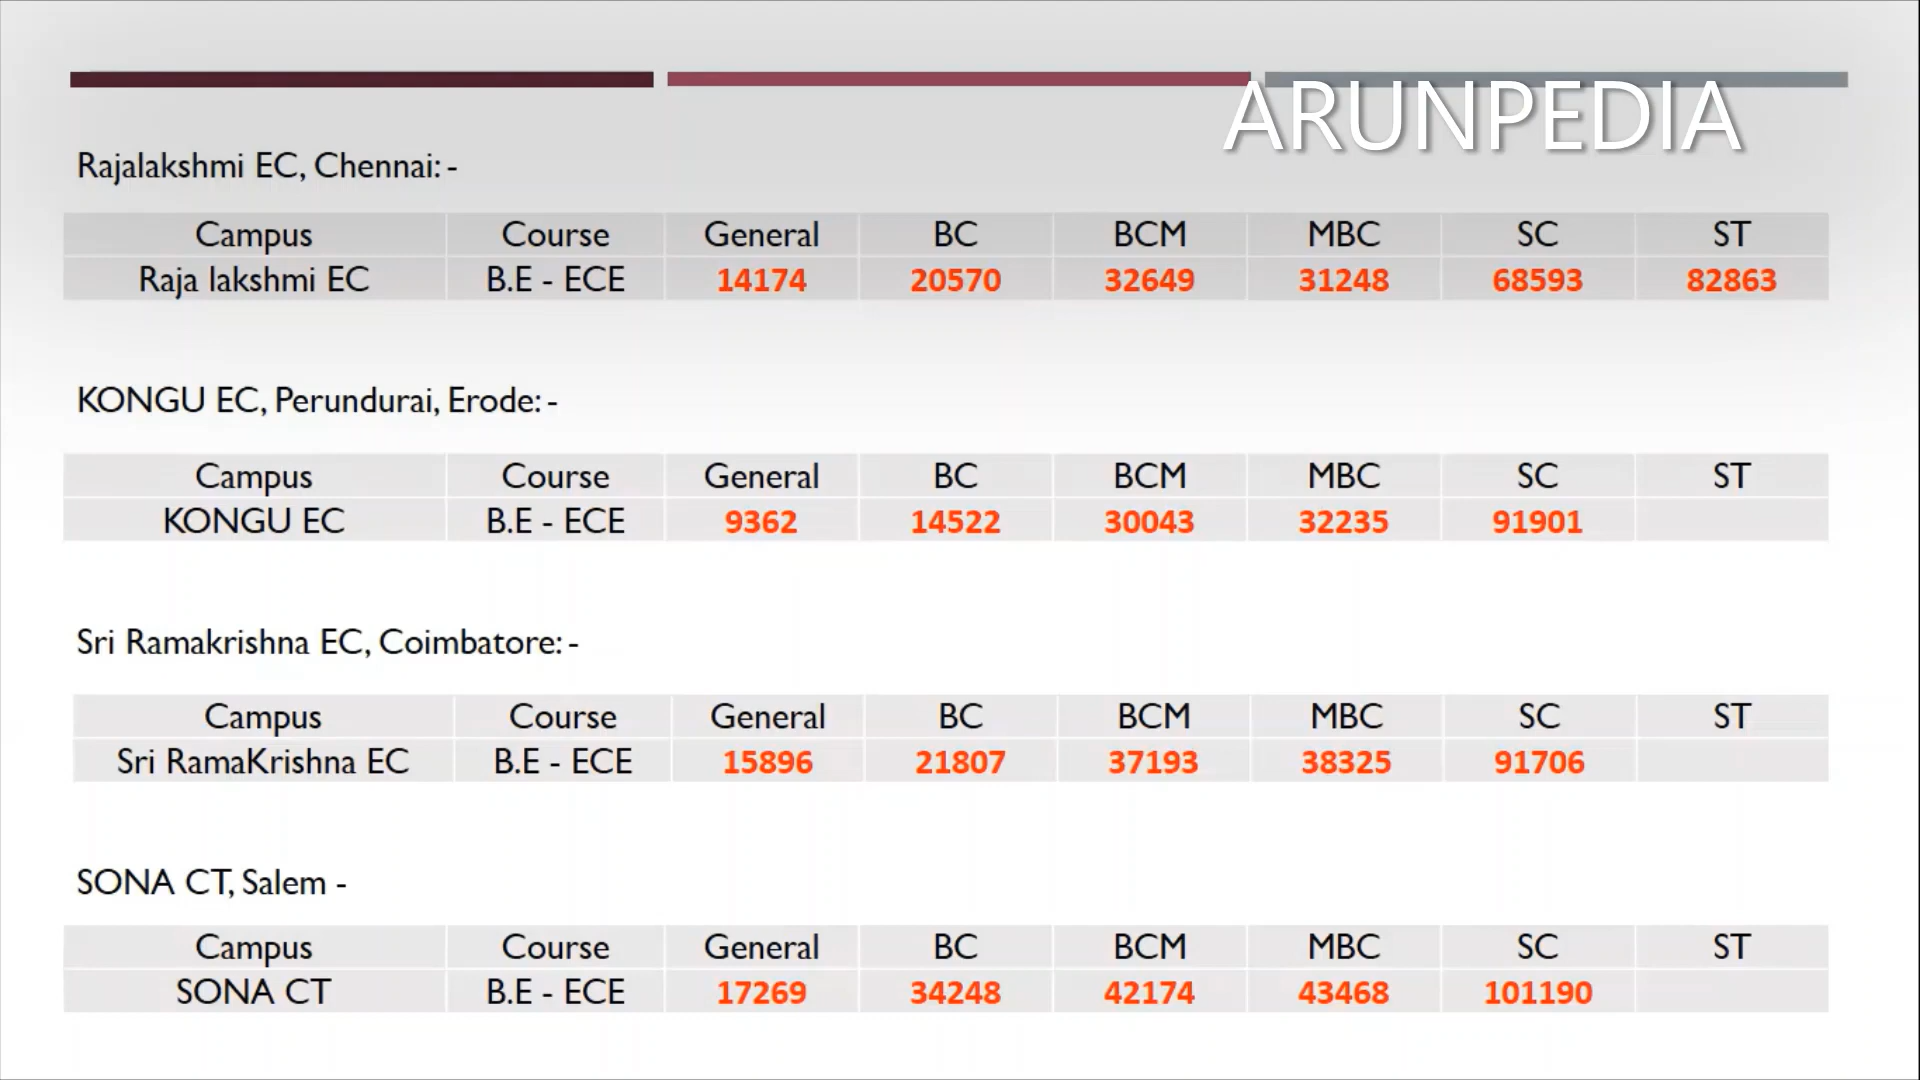 ARUNPEDIA
Rajalakshmi EC, Chennai: -
Campus Course General BC BCM MBC SC ST
Raja lakshmi EC B.E - ECE 14174 20570 32649 31248 68593 82863
KONGU EC, Perundurai, Erode: -
Campus Course General BC BCM MBC SC ST
KONGU EC B.E - ECE 9362 14522 30043 32235 91901
Sri Ramakrishna EC, Coimbatore: -
Campus Course General BC BCM MBC SC ST
Sri RamaKrishna EC B.E - ECE 15896 21807 37193 38325 91706
SONA CT, Salem -
Campus Course General BC BCM MBC SC ST
SONA CT B.E - ECE 17269 34248 42174 43468 101190